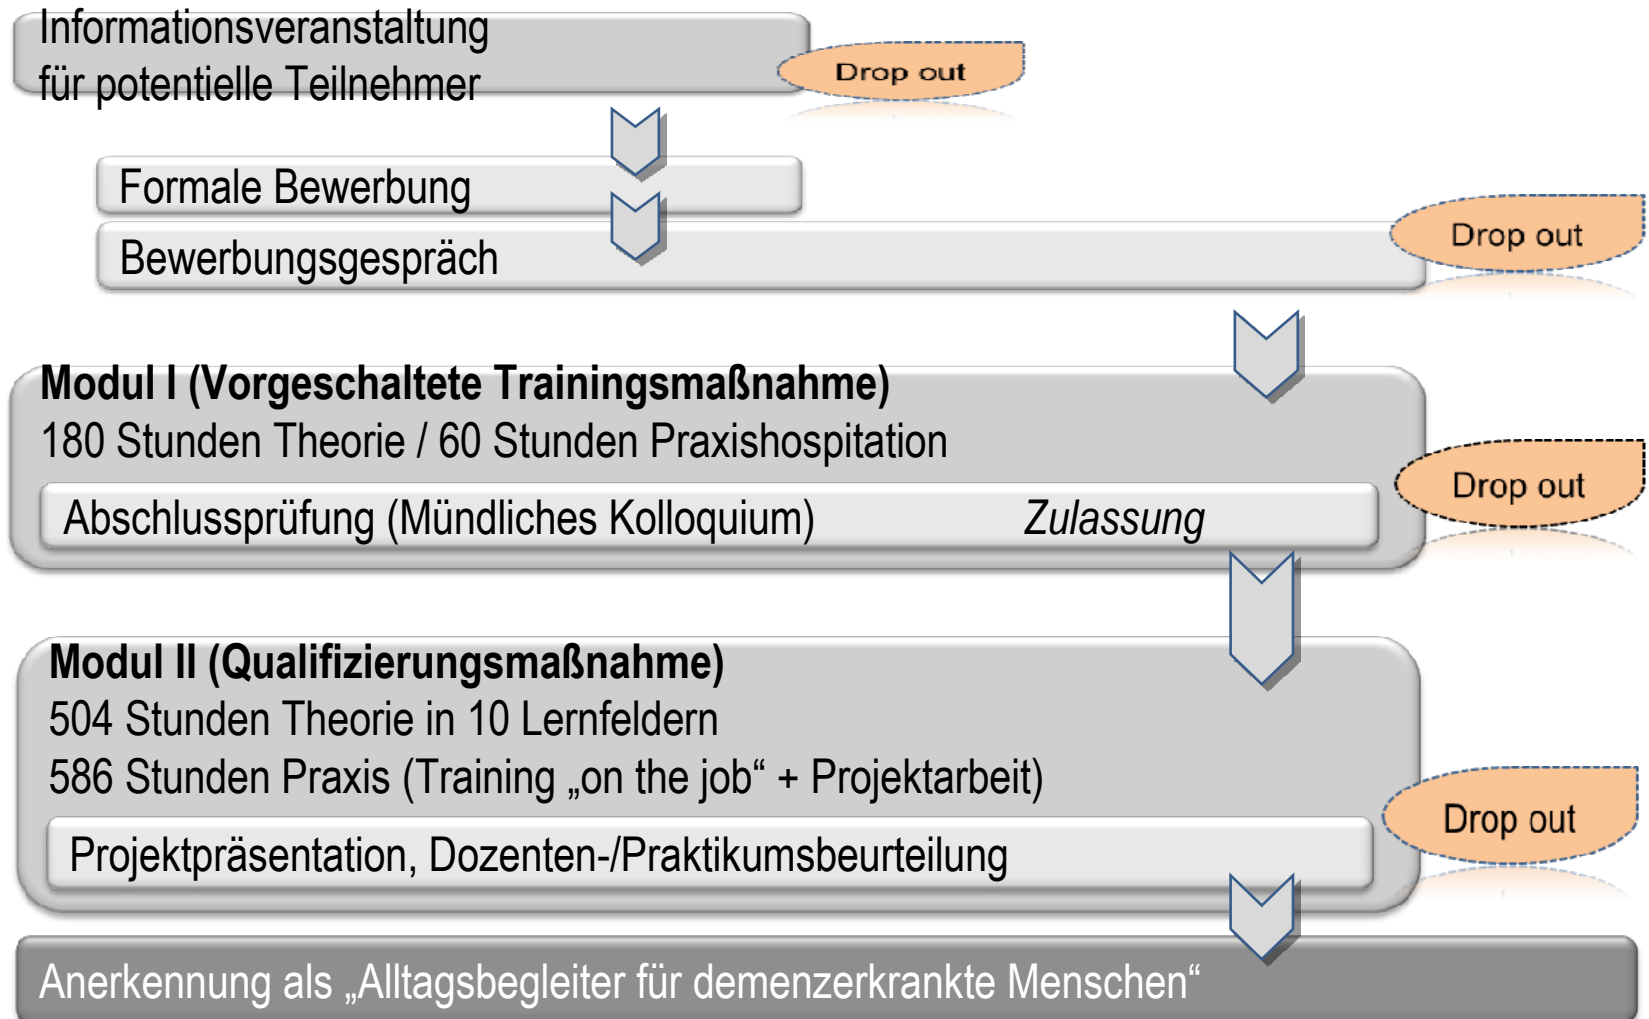 Informationsveranstaltung
für potentielle Teilnehmer
Drop out
Formale Bewerbung
Bewerbungsgespräch
Drop out
Modul I (Vorgeschaltete Trainingsmaßnahme)
180 Stunden Theorie / 60 Stunden Praxishospitation
Drop out
Abschlussprüfung (Mündliches Kolloquium) Zulassung
Modul II (Qualifizierungsmaßnahme)
504 Stunden Theorie in 10 Lernfeldern
586 Stunden Praxis (Training „on the job“ + Projektarbeit)
Drop out
Projektpräsentation, Dozenten-/Praktikumsbeurteilung
Anerkennung als „Alltagsbegleiter für demenzerkrankte Menschen“